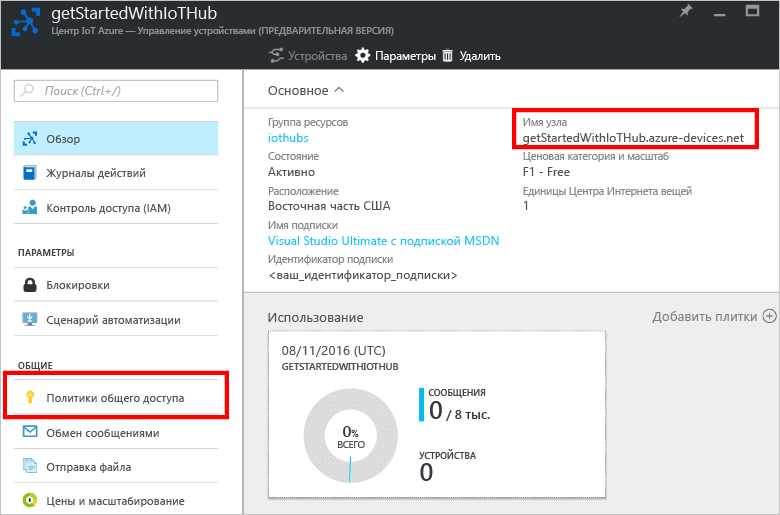 getStartedWithIoTHub
Центр IoT Azure — Управление устройствами (ПРЕДВАРИТЕЛЬНАЯ ВЕРСИЯ)
Устройства Параметры Удалить
Поиск (Ctrl+/)
Обзор
Журналы действий
Контроль доступа (IAM)
ПАРАМЕТРЫ
Блокировки
Сценарий автоматизации
ОБЩИЕ
Политики общего доступа
Обмен сообщениями
Отправка файла
Цены и масштабирование
Основное
Группа ресурсов
iothubs
Состояние
Активно
Расположение
Восточная часть США
Имя подписки
Visual Studio Ultimate с подпиской MSDN
Идентификатор подписки
<ваш_идентификатор_подписки>
Имя узла
getStartedWithIoTHub.azure-devices.net
Ценовая категория и масштаб
F1 - Free
Единицы Центра Интернета вещей
1
Использование
Добавить плитки
08/11/2016 (UTC)
GETSTARTEDWITHIOTHUB
0%
ВСЕГО
СООБЩЕНИЯ
0 / 8 тыс.
УСТРОЙСТВА
0